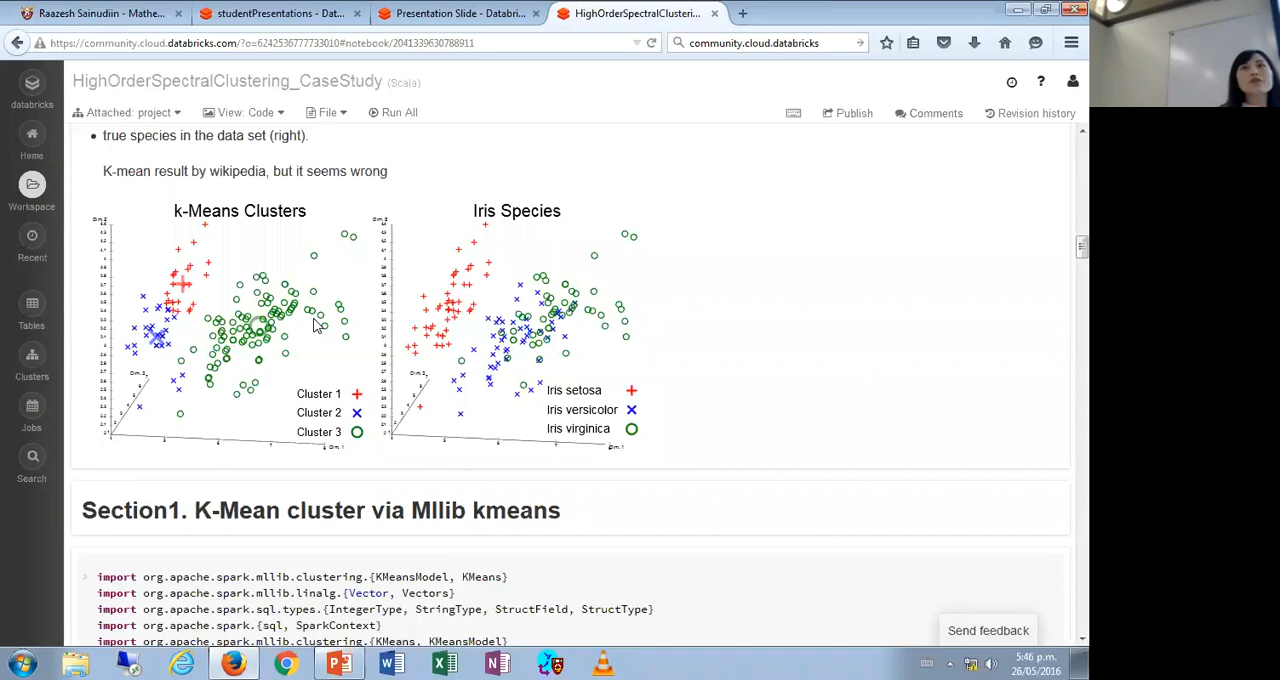 Raazesh Sainudiin - Mathe...
studentPresentations - Dat...
Presentation Slide - Databri...
HighOrderSpectralClusterin...
https://community.cloud.databricks.com/?o=6242536777733010#notebook/2041339630788911
community.cloud.databricks
HighOrderSpectralClustering_CaseStudy (Scala)
Attached: project
View: Code
File
Run All
Publish
Comments
Revision history
databricks
Home
Workspace
Recent
Tables
Clusters
Jobs
Search
true species in the data set (right).
K-mean result by wikipedia, but it seems wrong
k-Means Clusters
Iris Species
Cluster 1
Cluster 2
Cluster 3
Iris setosa
Iris versicolor
Iris virginica
Section1. K-Mean cluster via Mllib kmeans
import org.apache.spark.mllib.clustering.{KMeansModel, KMeans}
import org.apache.spark.mllib.linalg.{Vector, Vectors}
import org.apache.spark.sql.types.{IntegerType, StringType, StructField, StructType}
import org.apache.spark.{sql, SparkContext}
import org.apache.spark.mllib.clustering.{KMeans, KMeansModel}
Send feedback
5:46 p.m.
26/05/2016